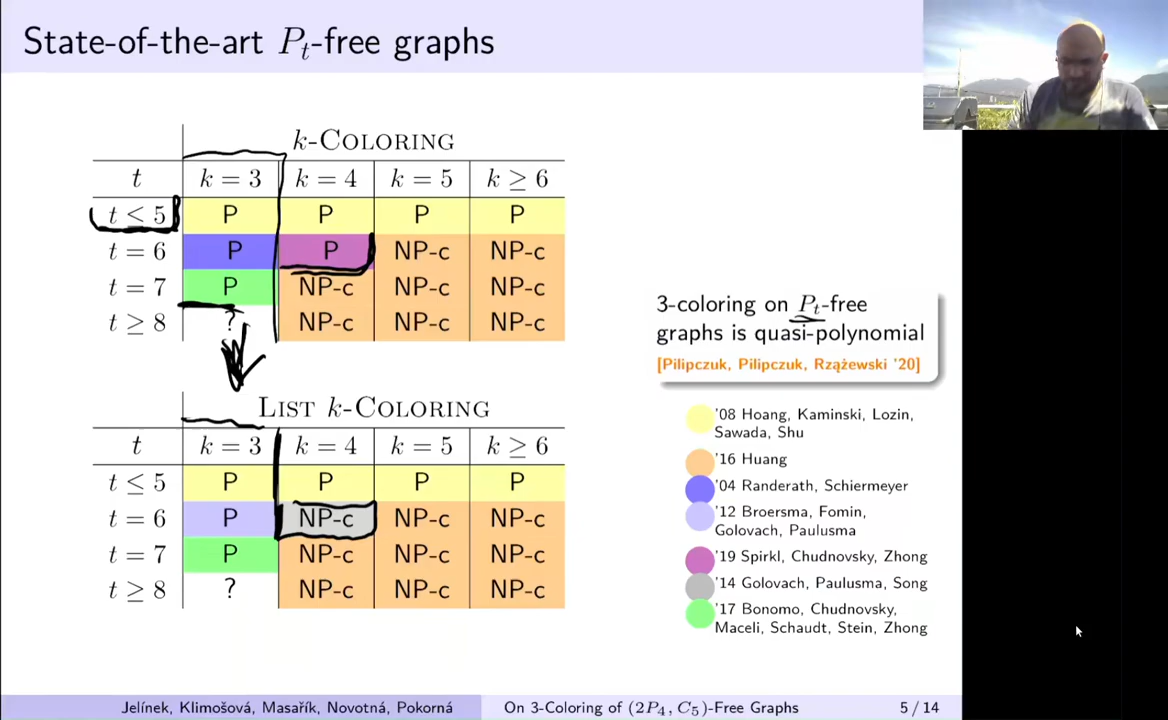 State-of-the-art Pₜ-free graphs
k-COLORING
t k = 3 k = 4 k = 5 k ≥ 6
t ≤ 5 P P P P
t = 6 P P NP-c NP-c
t = 7 P NP-c NP-c NP-c
t ≥ 8 ? NP-c NP-c NP-c
LIST k-COLORING
t k = 3 k = 4 k = 5 k ≥ 6
t ≤ 5 P P P P
t = 6 P NP-c NP-c NP-c
t = 7 P NP-c NP-c NP-c
t ≥ 8 ? NP-c NP-c NP-c
3-coloring on Pₜ-free
graphs is quasi-polynomial
[Pilipczuk, Pilipczuk, Rzążewski '20]
'08 Hoang, Kaminski, Lozin,
Sawada, Shu
'16 Huang
'04 Randerath, Schiermeyer
'12 Broersma, Fomin,
Golovach, Paulusma
'19 Spirkl, Chudnovsky, Zhong
'14 Golovach, Paulusma, Song
'17 Bonomo, Chudnovsky,
Maceli, Schaudt, Stein, Zhong
Jelínek, Klimošová, Masařík, Novotná, Pokorná
On 3-Coloring of (2P₄, C₅)-Free Graphs
5 / 14